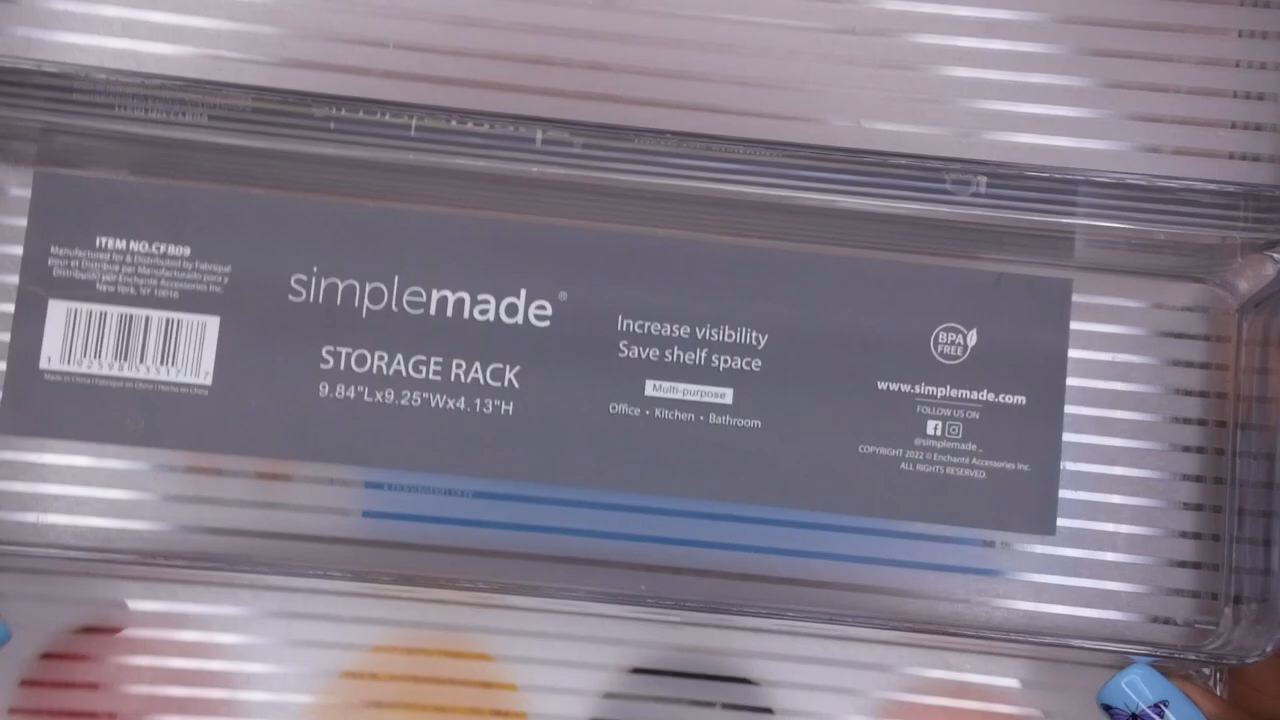 ITEM NO.CFB09
Manufactured for & Distributed by Fabriqué
pour et Distribué par Manufacturado para y
Distribuido por Enchanté Accessories Inc.
New York, NY 10016
Made in China I Fabriqué en China I Hecho en China
simplemade®
STORAGE RACK
9.84"Lx9.25"Wx4.13"H
Increase visibility
Save shelf space
Multi-purpose
Office • Kitchen • Bathroom
BPA
FREE
www.simplemade.com
FOLLOW US ON
@simplemade_
COPYRIGHT 2022 © Enchanté Accessories Inc.
ALL RIGHTS RESERVED.